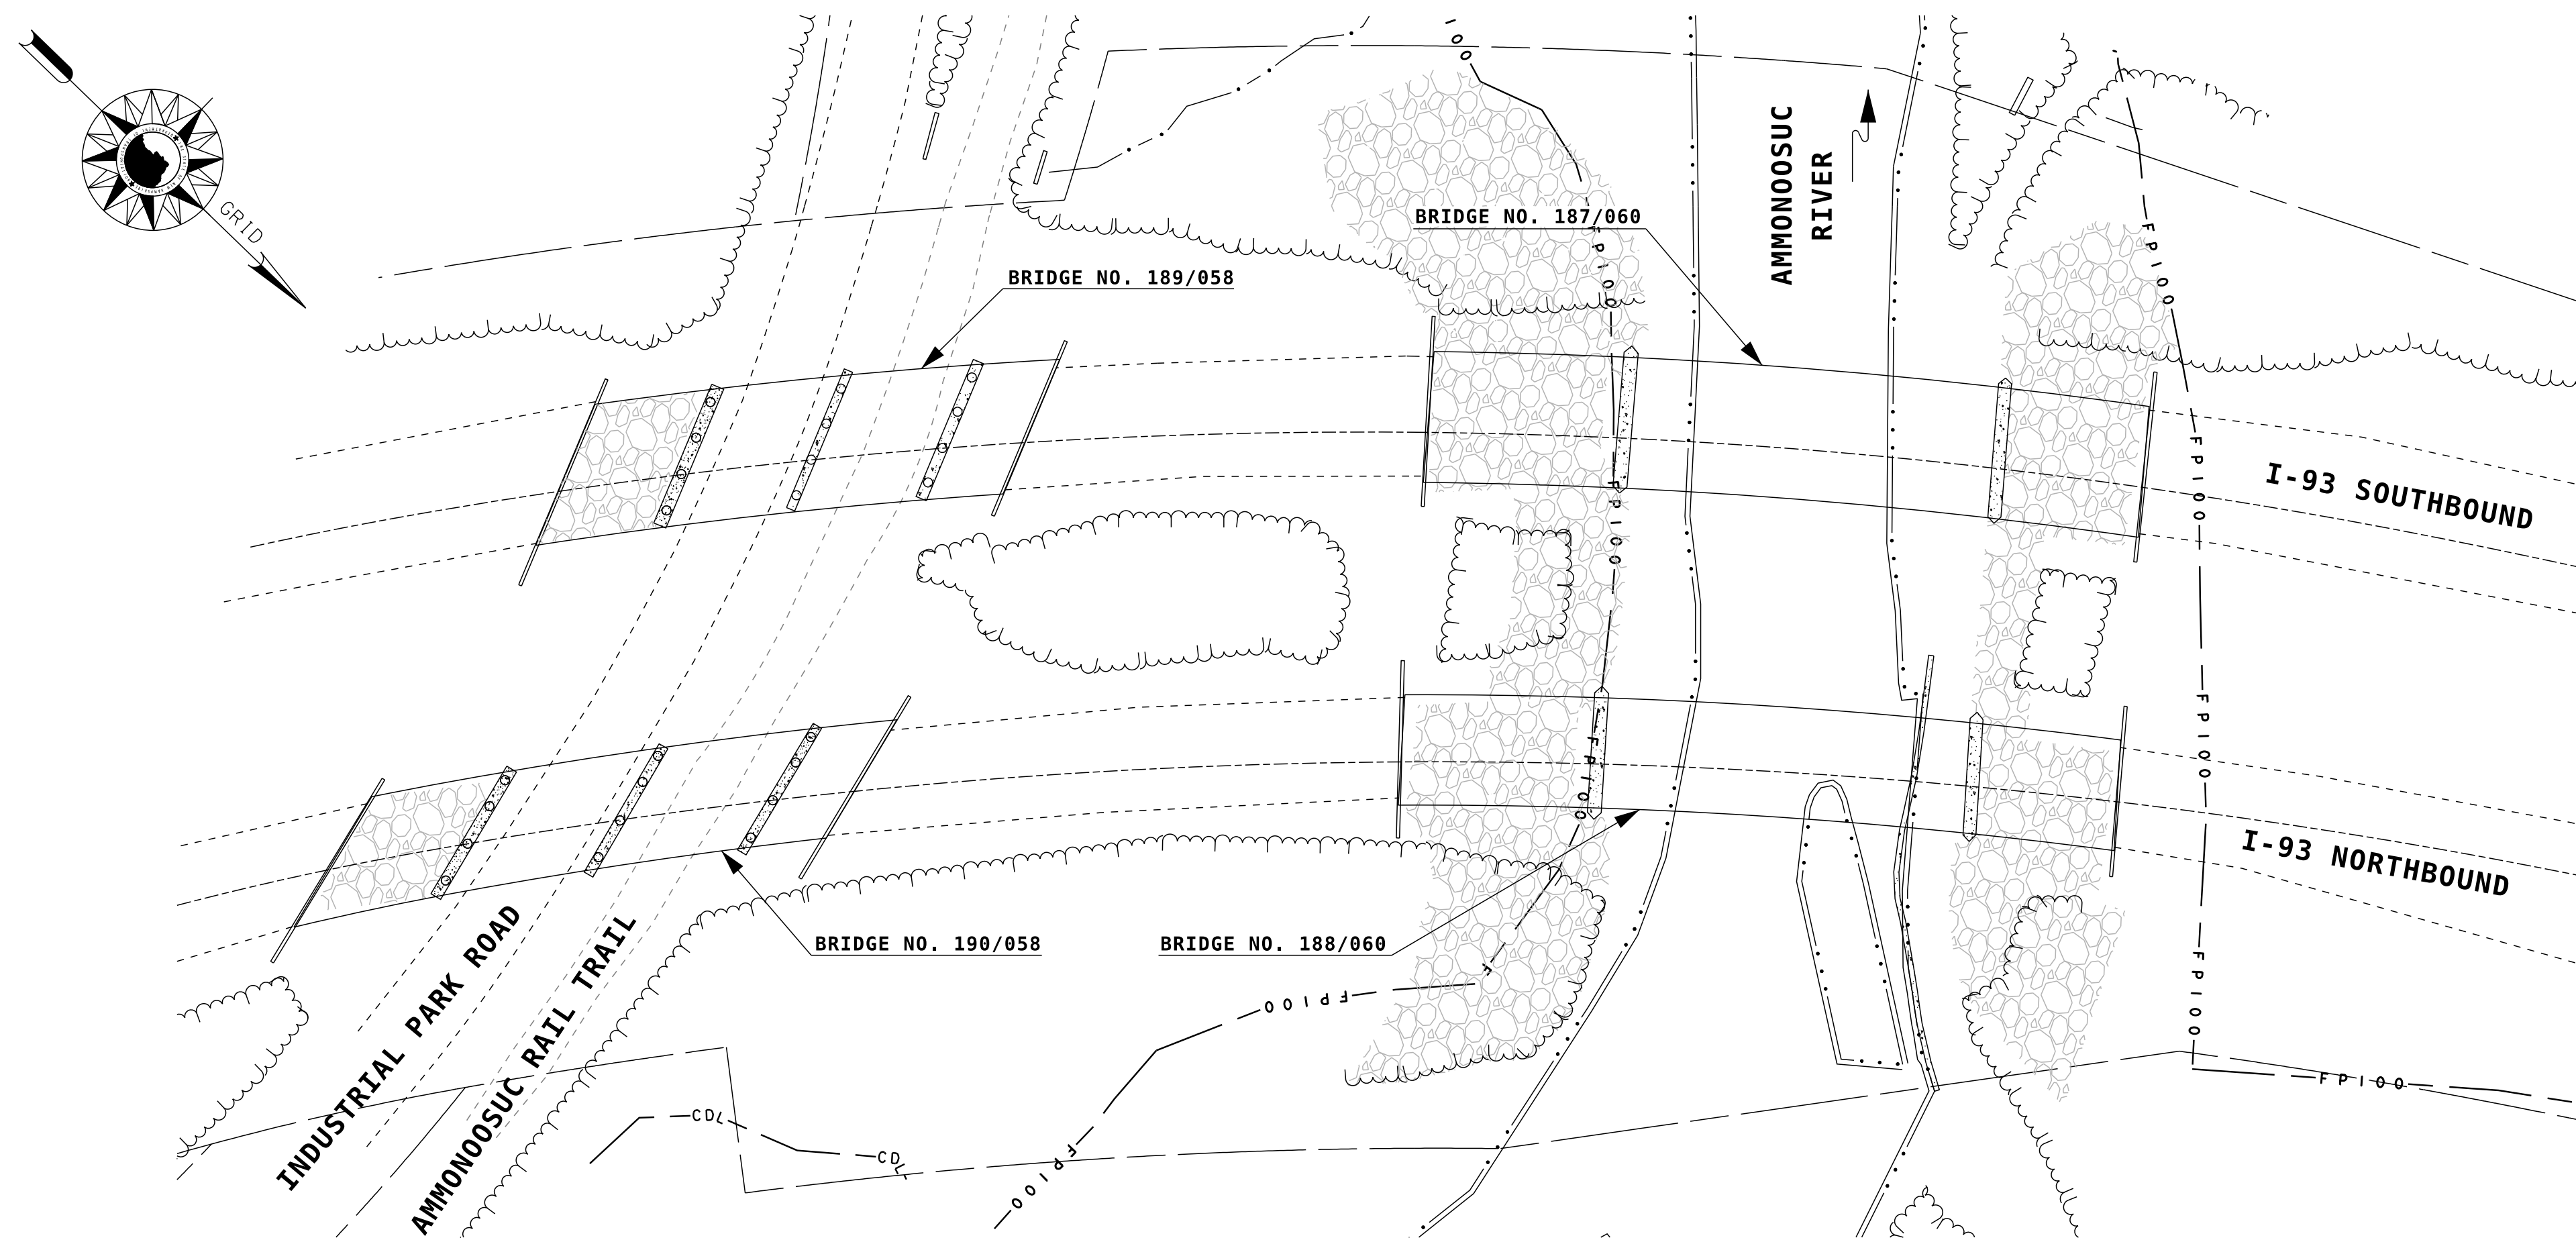 GRID
BRIDGE NO. 189/058
BRIDGE NO. 187/060
AMMONOOSUC
RIVER
I-93 SOUTHBOUND
I-93 NORTHBOUND
BRIDGE NO. 190/058
BRIDGE NO. 188/060
INDUSTRIAL PARK ROAD
AMMONOOSUC RAIL TRAIL
100
FP100
FP100
FP100
FP100
FP100
FP100
FP100
FP100
FP100
FP100
F
FP100
CDL
CDL